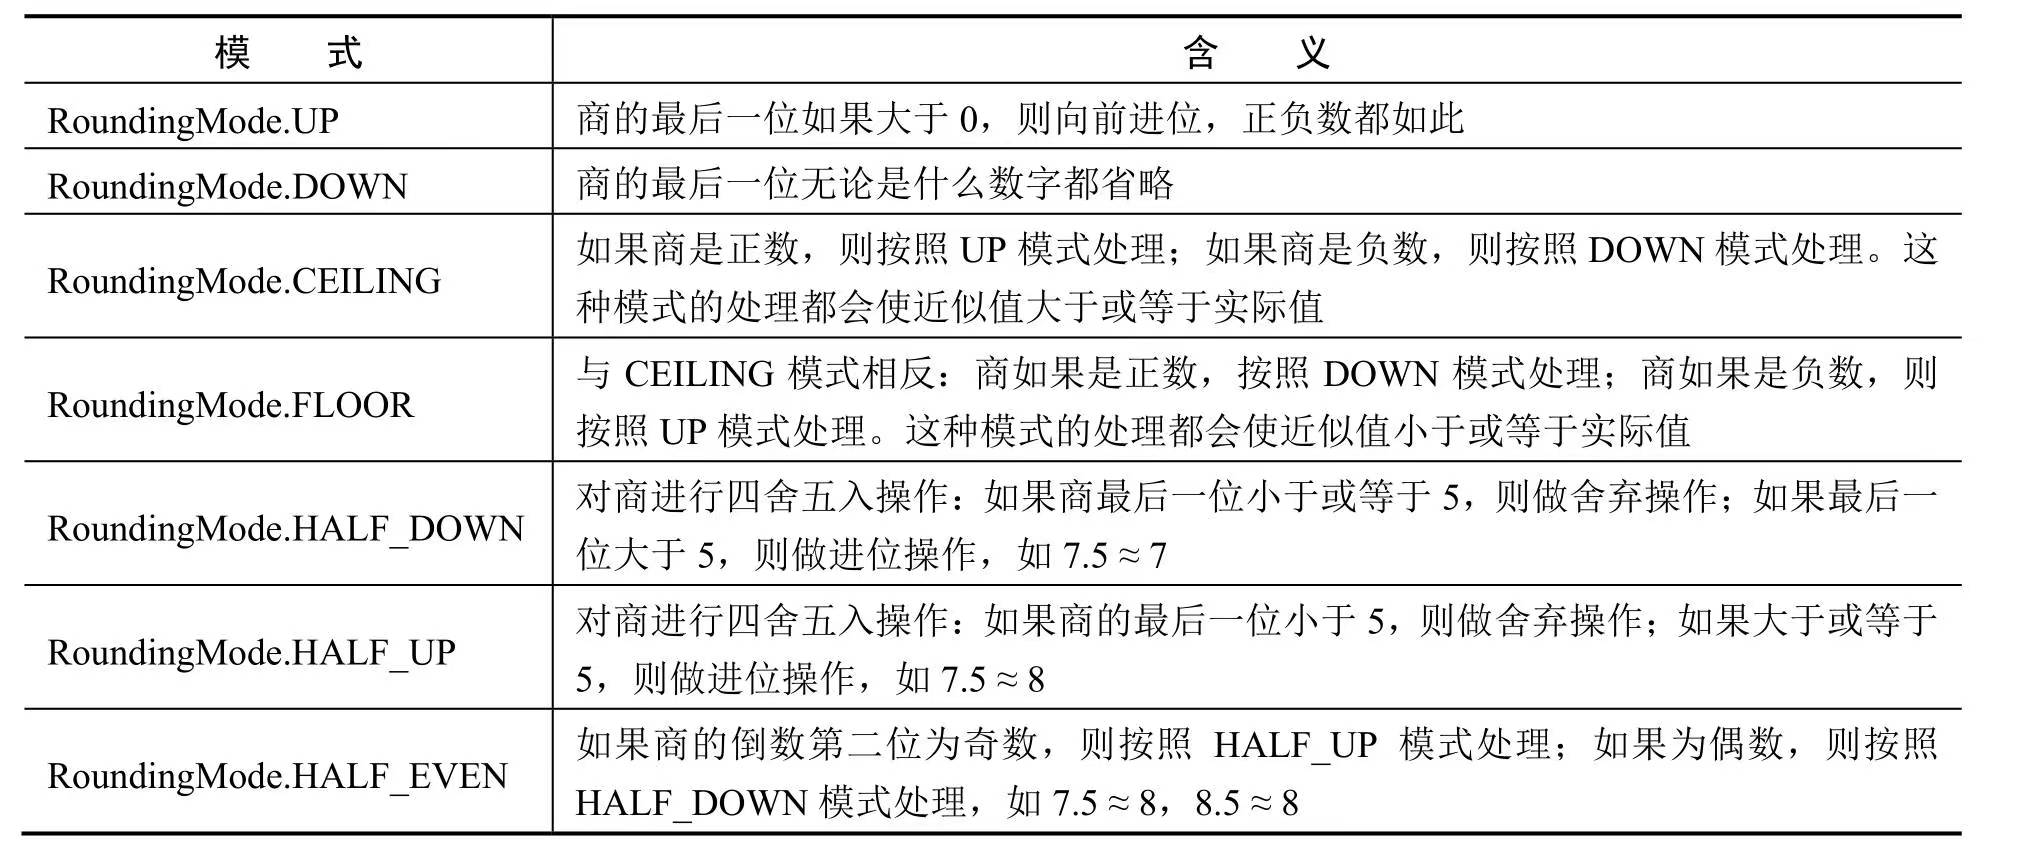 模 式 含 义
RoundingMode.UP 商的最后一位如果大于 0，则向前进位，正负数都如此
RoundingMode.DOWN 商的最后一位无论是什么数字都省略
RoundingMode.CEILING
如果商是正数，则按照 UP 模式处理；如果商是负数，则按照 DOWN 模式处理。这
种模式的处理都会使近似值大于或等于实际值
RoundingMode.FLOOR
与 CEILING 模式相反：商如果是正数，按照 DOWN 模式处理；商如果是负数，则
按照 UP 模式处理。这种模式的处理都会使近似值小于或等于实际值
RoundingMode.HALF_DOWN
对商进行四舍五入操作：如果商最后一位小于或等于 5，则做舍弃操作；如果最后一
位大于 5，则做进位操作，如 7.5 ≈ 7
RoundingMode.HALF_UP
对商进行四舍五入操作：如果商的最后一位小于 5，则做舍弃操作；如果大于或等于
5，则做进位操作，如 7.5 ≈ 8
RoundingMode.HALF_EVEN
如果商的倒数第二位为奇数，则按照 HALF_UP 模式处理；如果为偶数，则按照
HALF_DOWN 模式处理，如 7.5 ≈ 8，8.5 ≈ 8